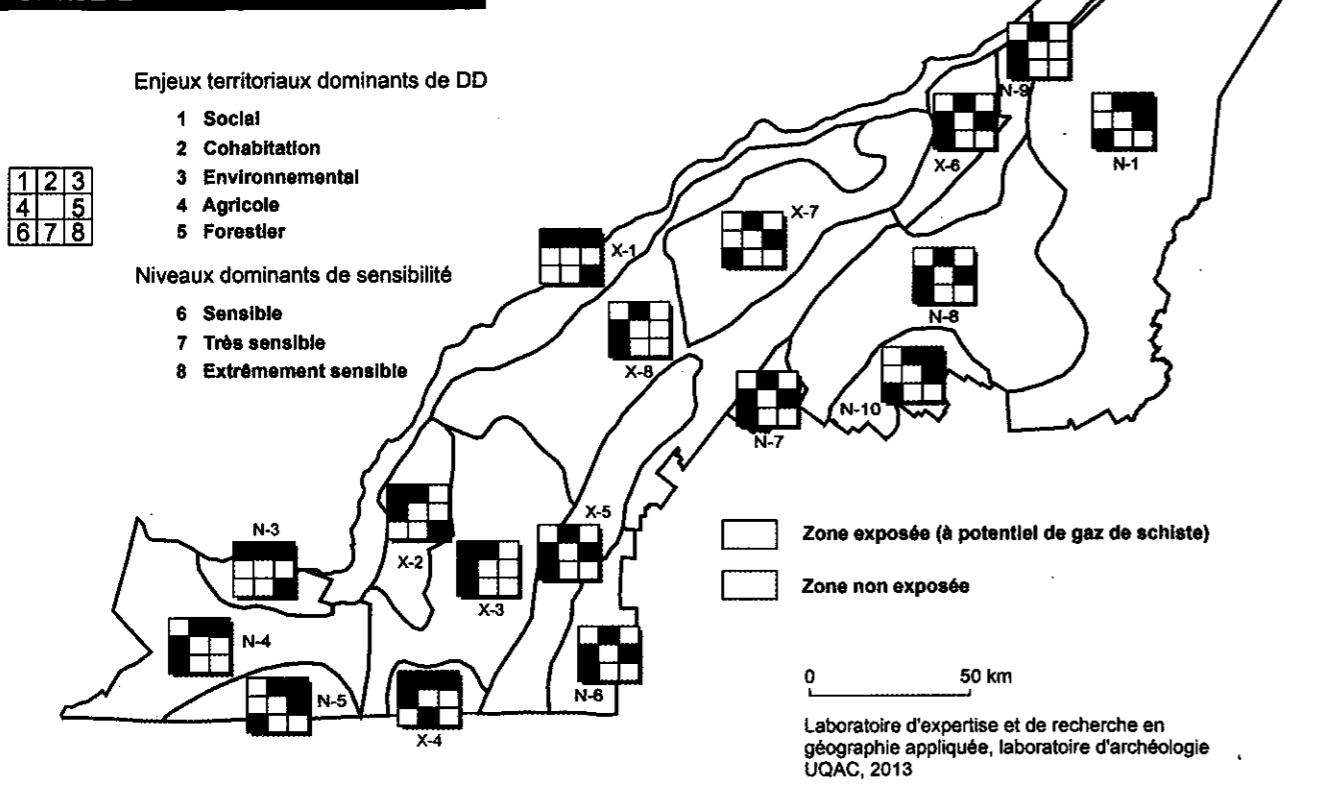 Enjeux territoriaux dominants de DD
1 Social
2 Cohabitation
3 Environnemental
4 Agricole
5 Forestier
1 2 3
4 5
6 7 8
Niveaux dominants de sensibilité
6 Sensible
7 Très sensible
8 Extrêmement sensible
N-9
N-1
X-6
X-7
X-1
N-8
X-8
N-10
N-7
X-5
N-3
X-2
X-3
N-4
N-6
N-5
X-4
Zone exposée (à potentiel de gaz de schiste)
Zone non exposée
0 50 km
Laboratoire d'expertise et de recherche en
géographie appliquée, laboratoire d'archéologie
UQAC, 2013